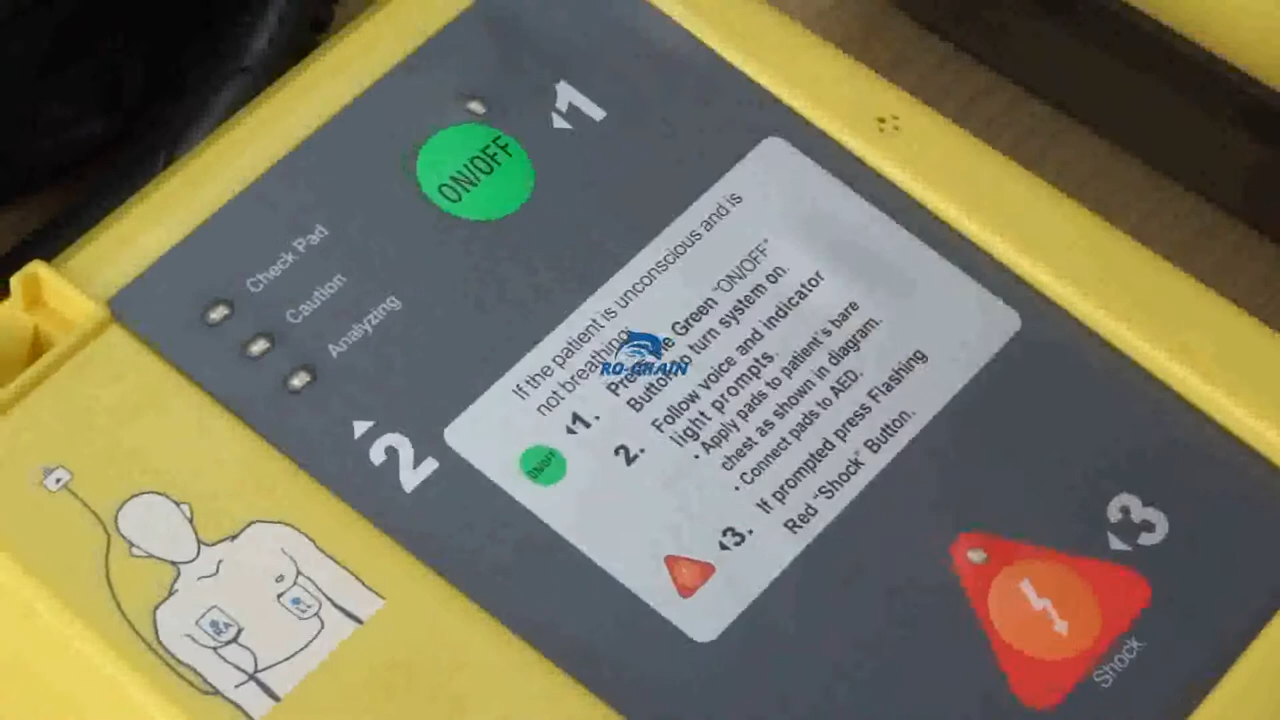 1
ON/OFF
Check Pad
Caution
Analyzing
2
If the patient is unconscious and is
not breathing:
1. Press the Green "ON/OFF"
Button to turn system on.
2. Follow voice and indicator
light prompts.
• Apply pads to patient's bare
chest as shown in diagram.
• Connect pads to AED.
3. If prompted press Flashing
Red "Shock" Button.
ON/OFF
RO-CHAIN
3
Shock
RA
LL